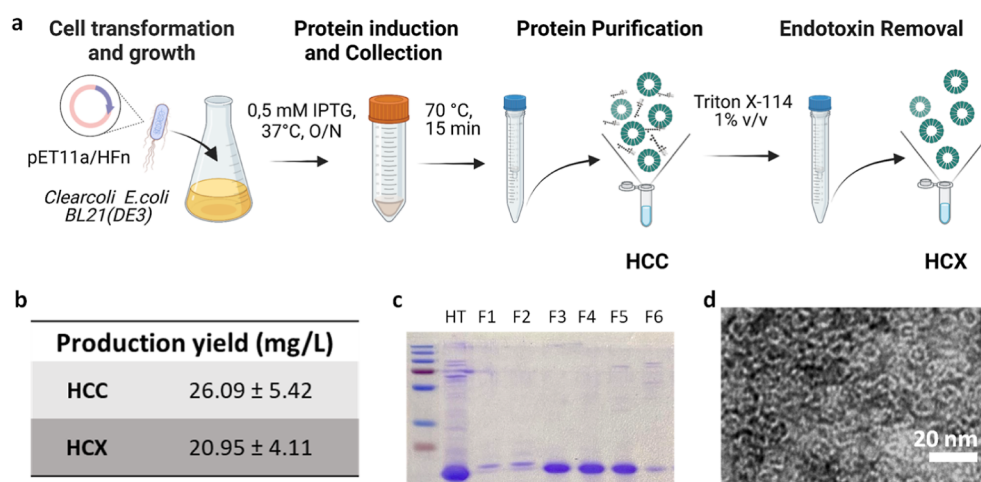 a
Cell transformation
and growth
Protein induction
and Collection
Protein Purification
Endotoxin Removal
0,5 mM IPTG,
37°C, O/N
70 °C,
15 min
Triton X-114
1% v/v
pET11a/HFn
Clearcoli E.coli
BL21(DE3)
HCC
HCX
b
Production yield (mg/L)
HCC 26.09 ± 5.42
HCX 20.95 ± 4.11
c
HT F1 F2 F3 F4 F5 F6
d
20 nm